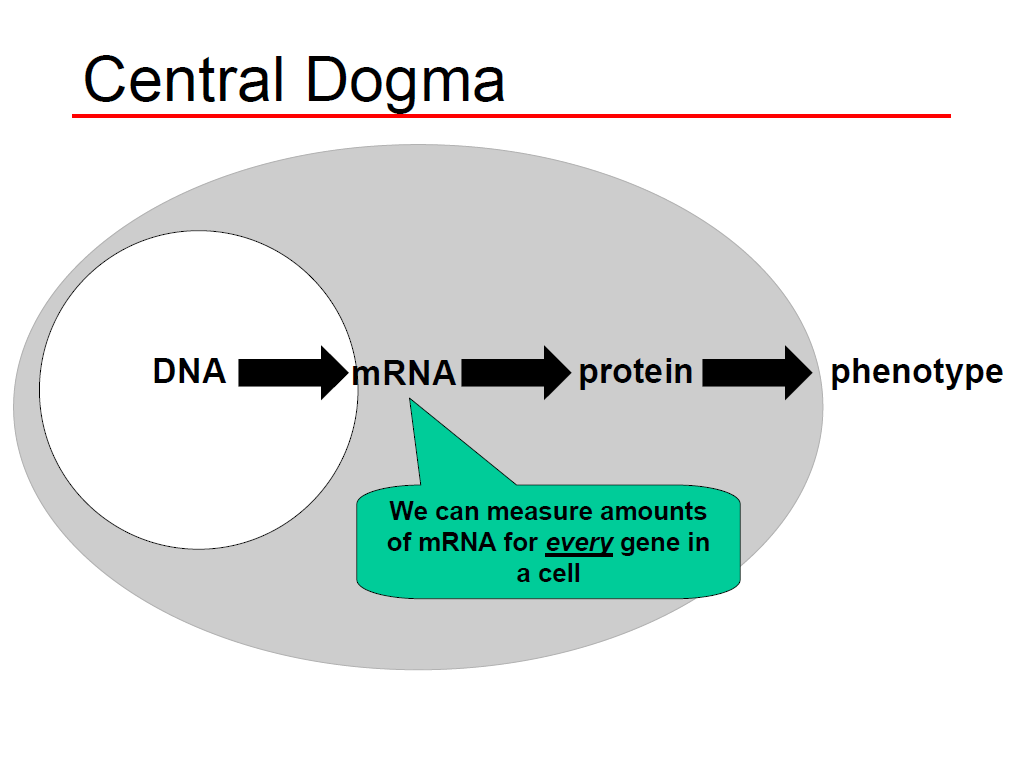 Central Dogma
DNA mRNA protein phenotype
We can measure amounts
of mRNA for every gene in
a cell